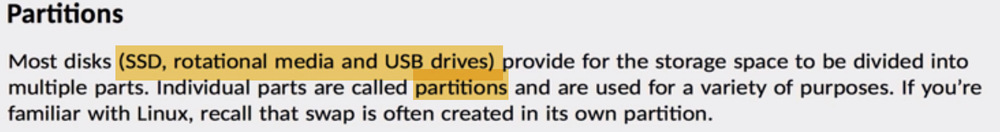 Partitions
Most disks (SSD, rotational media and USB drives) provide for the storage space to be divided into
multiple parts. Individual parts are called partitions and are used for a variety of purposes. If you’re
familiar with Linux, recall that swap is often created in its own partition.